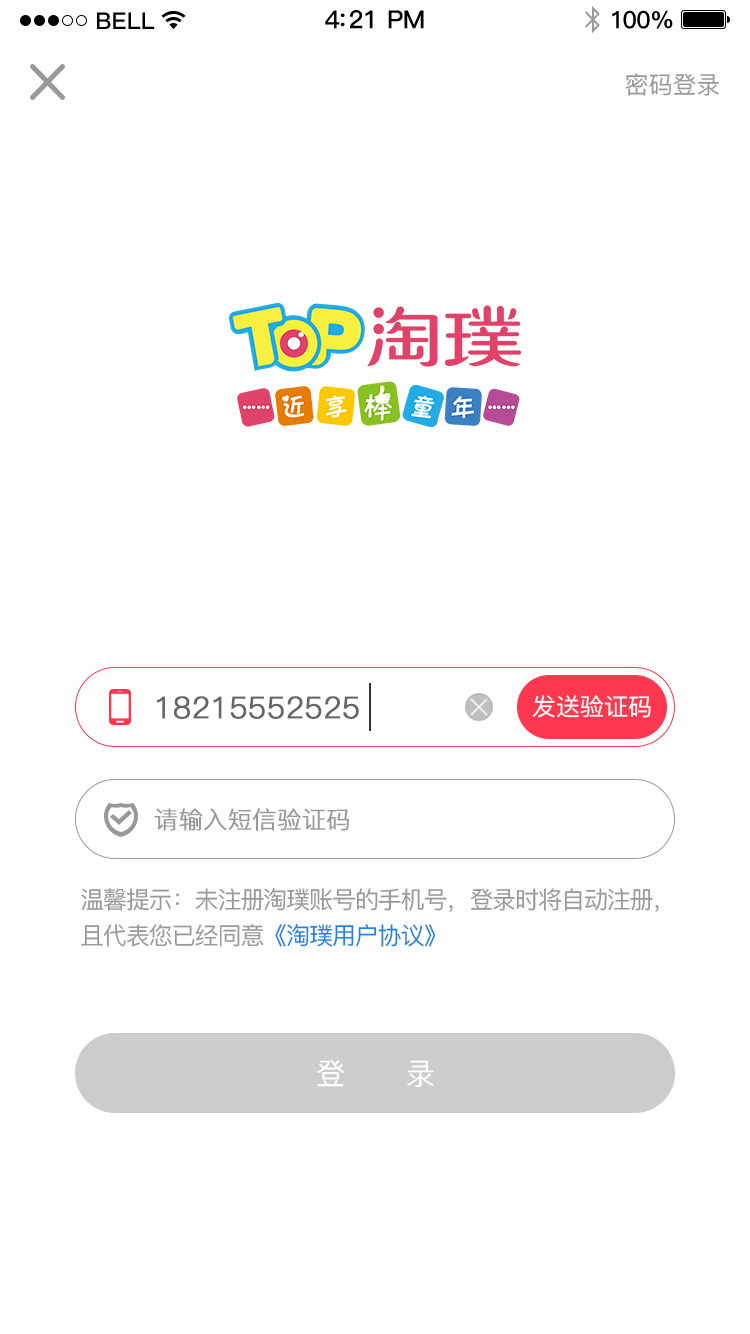 BELL 4:21 PM 100%
密码登录
TOP 淘璞
······近享棒童年······
18215552525 发送验证码
请输入短信验证码
温馨提示：未注册淘璞账号的手机号，登录时将自动注册，
且代表您已经同意《淘璞用户协议》
登 录